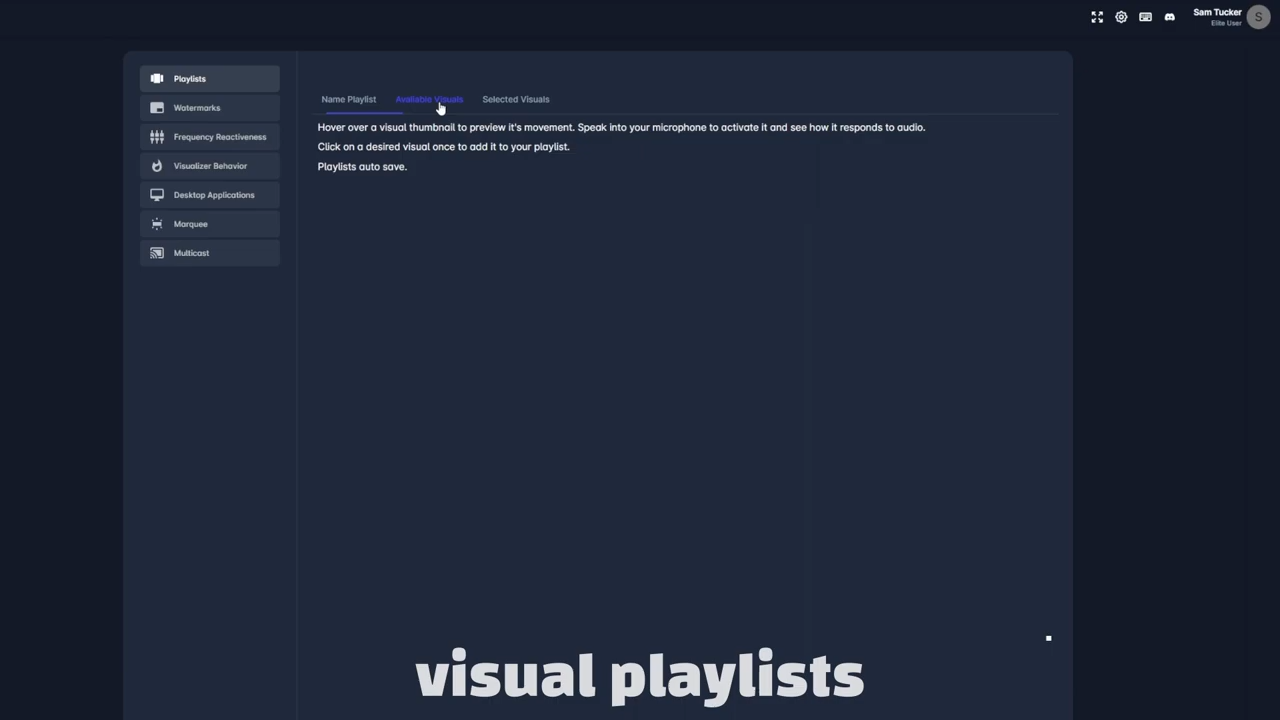 Sam Tucker
Elite User
S
Playlists
Watermarks
Frequency Reactiveness
Visualizer Behavior
Desktop Applications
Marquee
Multicast
Name Playlist Available Visuals Selected Visuals
Hover over a visual thumbnail to preview it's movement. Speak into your microphone to activate it and see how it responds to audio.
Click on a desired visual once to add it to your playlist.
Playlists auto save.
visual playlists